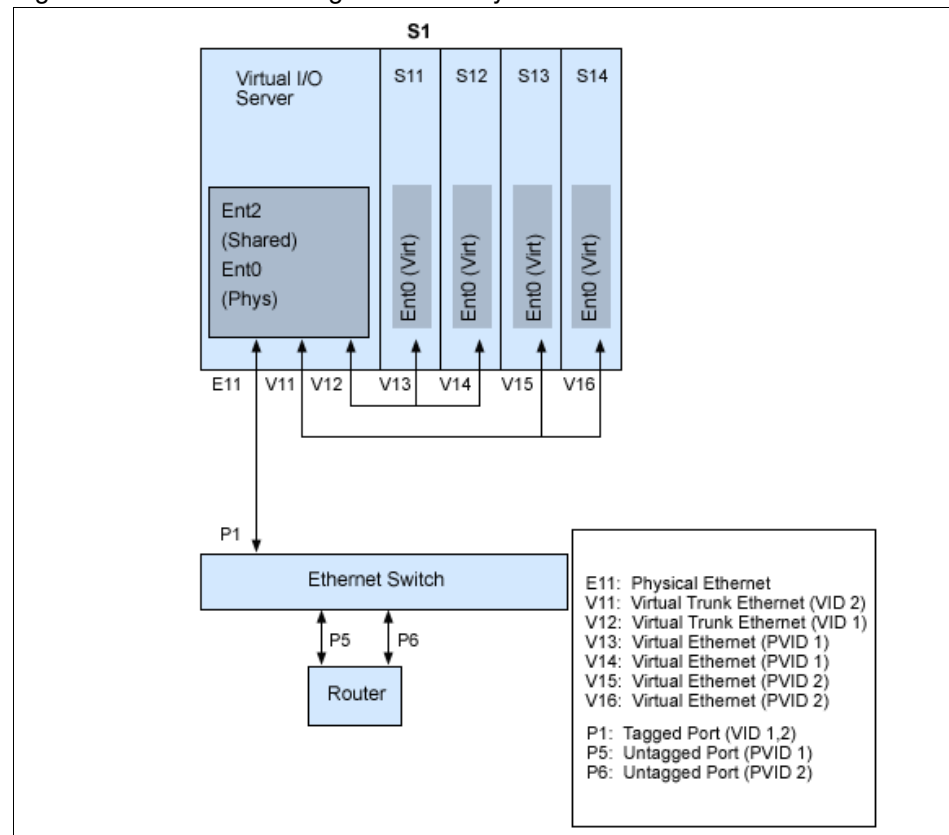 S1
Virtual I/O
Server
S11
S12
S13
S14
Ent2
(Shared)
Ent0
(Phys)
Ent0 (Virt)
Ent0 (Virt)
Ent0 (Virt)
Ent0 (Virt)
E11
V11
V12
V13
V14
V15
V16
P1
Ethernet Switch
P5
P6
Router
E11: Physical Ethernet
V11: Virtual Trunk Ethernet (VID 2)
V12: Virtual Trunk Ethernet (VID 1)
V13: Virtual Ethernet (PVID 1)
V14: Virtual Ethernet (PVID 1)
V15: Virtual Ethernet (PVID 2)
V16: Virtual Ethernet (PVID 2)
P1: Tagged Port (VID 1,2)
P5: Untagged Port (PVID 1)
P6: Untagged Port (PVID 2)